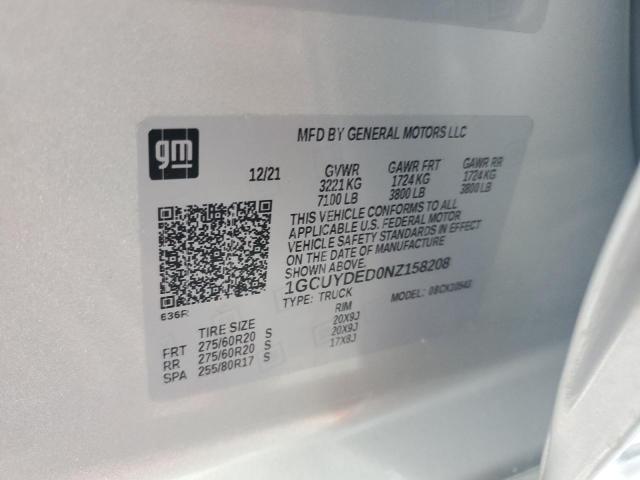 gm
MFD BY GENERAL MOTORS LLC
12/21 GVWR GAWR FRT GAWR RR
3221 KG 1724 KG 1724 KG
7100 LB 3800 LB 3800 LB
THIS VEHICLE CONFORMS TO ALL
APPLICABLE U.S. FEDERAL MOTOR
VEHICLE SAFETY STANDARDS IN EFFECT
ON THE DATE OF MANUFACTURE
SHOWN ABOVE.
1GCUYDED0NZ158208
TYPE: TRUCK MODEL: 08CK10543
636R
TIRE SIZE RIM
FRT 275/60R20 S 20X9J
RR 275/60R20 S 20X9J
SPA 255/80R17 S 17X8J